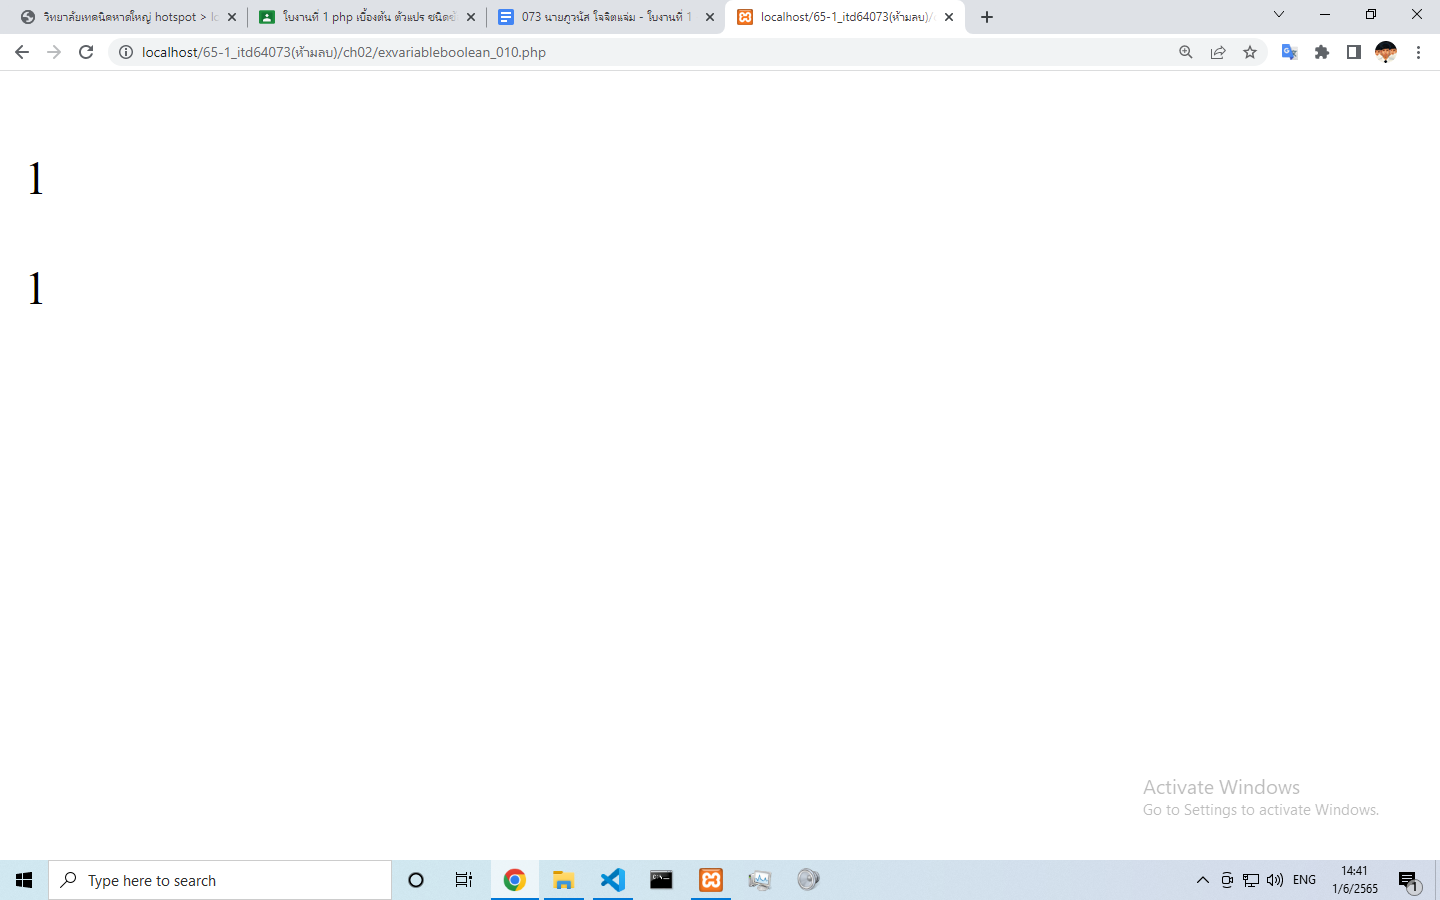 วิทยาลัยเทคนิคหาดใหญ่ hotspot > lo
ใบงานที่ 1 php เบื้องต้น ตัวแปร ชนิดข้
073 นายภูวนัส ใจจิตแจ่ม - ใบงานที่ 1
localhost/65-1_itd64073(ห้ามลบ)/
localhost/65-1_itd64073(ห้ามลบ)/ch02/exvariableboolean_010.php
1
1
Activate Windows
Go to Settings to activate Windows.
Type here to search
ENG
14:41
1/6/2565
1